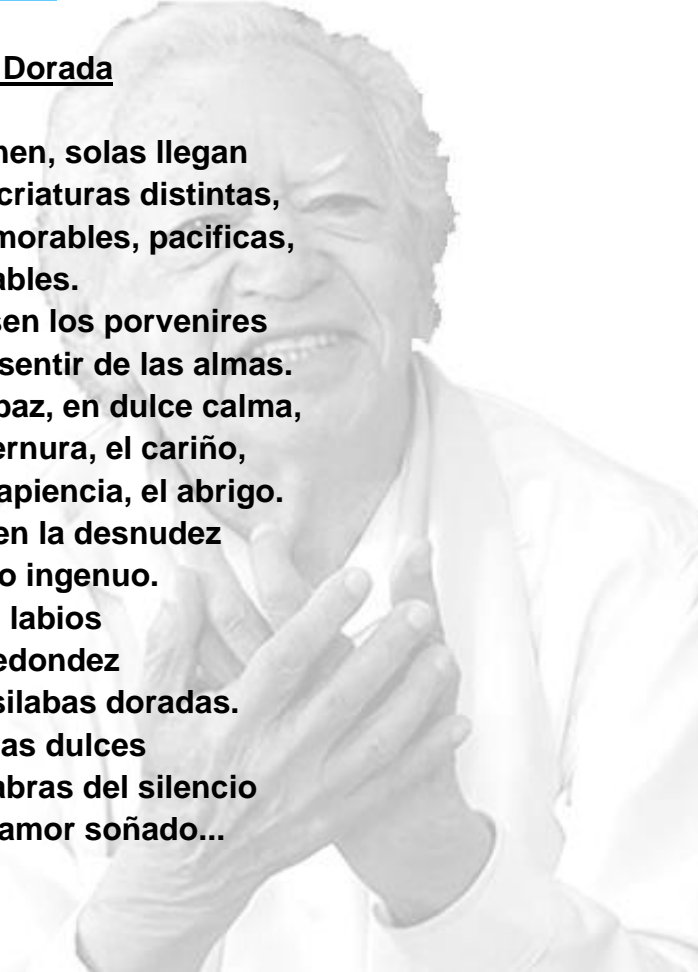 Dorada
nen, solas llegan
criaturas distintas,
morables, pacificas,
ables.
sen los porvenires
sentir de las almas.
paz, en dulce calma,
ernura, el cariño,
apiencia, el abrigo.
en la desnudez
o ingenuo.
labios
edondez
silabas doradas.
as dulces
abras del silencio
amor soñado...